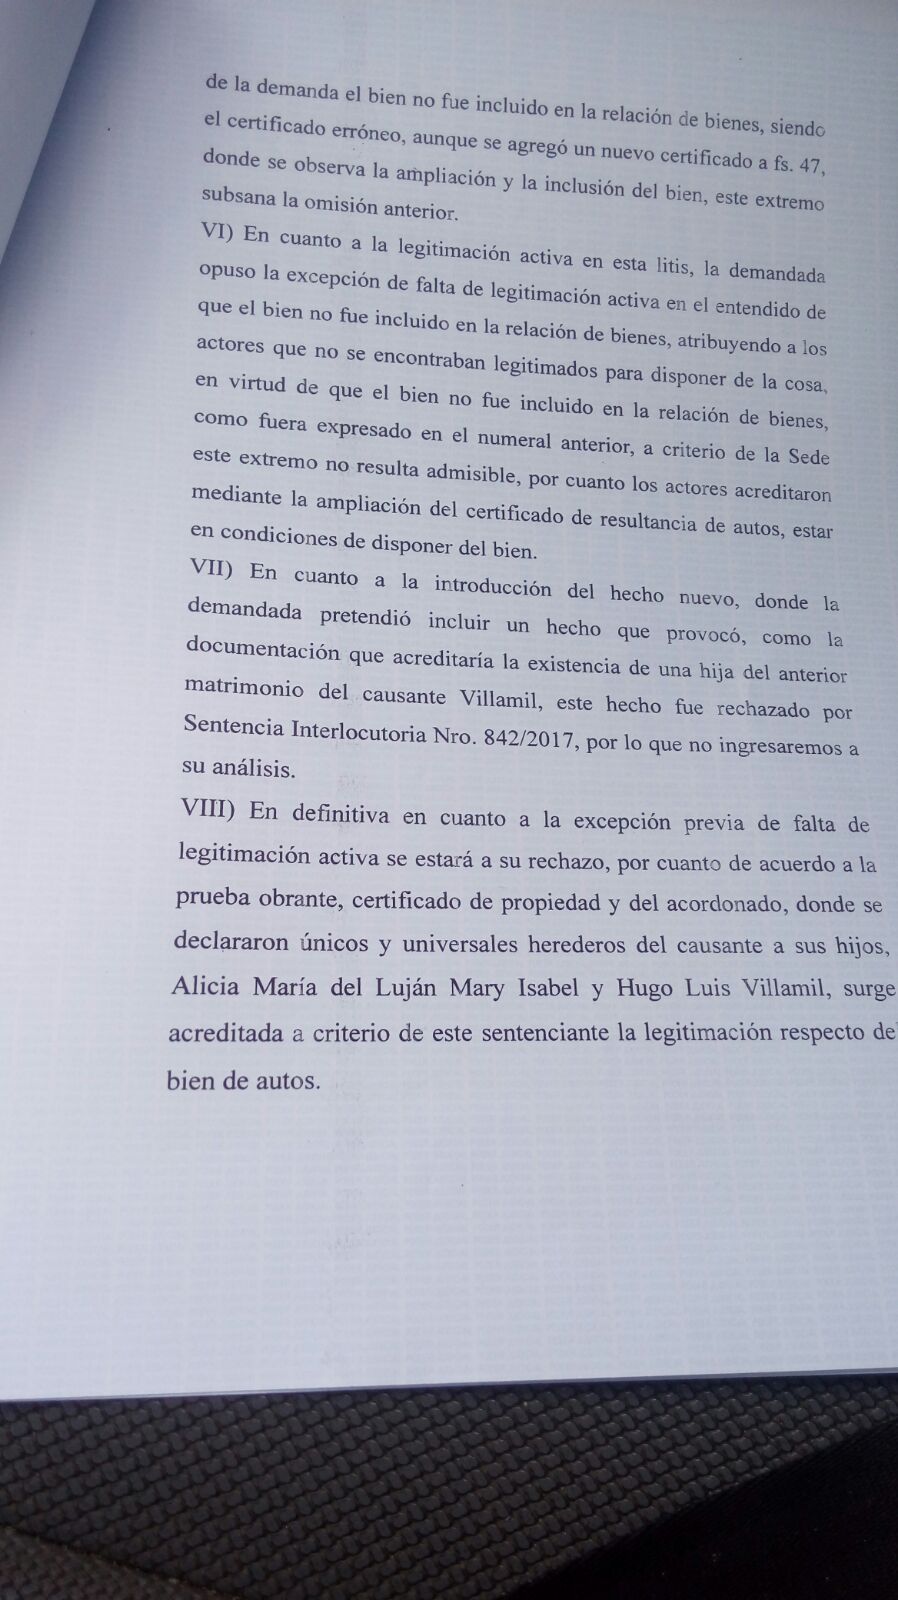 de la demanda el bien no fue incluido en la relación de bienes, siendo
el certificado erróneo, aunque se agregó un nuevo certificado a fs. 47,
donde se observa la ampliación y la inclusión del bien, este extremo
subsana la omisión anterior.
VI) En cuanto a la legitimación activa en esta litis, la demandada
opuso la excepción de falta de legitimación activa en el entendido de
que el bien no fue incluido en la relación de bienes, atribuyendo a los
actores que no se encontraban legitimados para disponer de la cosa,
en virtud de que el bien no fue incluido en la relación de bienes,
como fuera expresado en el numeral anterior, a criterio de la Sede
este extremo no resulta admisible, por cuanto los actores acreditaron
mediante la ampliación del certificado de resultancia de autos, estar
en condiciones de disponer del bien.
VII) En cuanto a la introducción del hecho nuevo, donde la
demandada pretendió incluir un hecho que provocó, como la
documentación que acreditaría la existencia de una hija del anterior
matrimonio del causante Villamil, este hecho fue rechazado por
Sentencia Interlocutoria Nro. 842/2017, por lo que no ingresaremos a
su análisis.
VIII) En definitiva en cuanto a la excepción previa de falta de
legitimación activa se estará a su rechazo, por cuanto de acuerdo a la
prueba obrante, certificado de propiedad y del acordonado, donde se
declararon únicos y universales herederos del causante a sus hijos,
Alicia María del Luján Mary Isabel y Hugo Luis Villamil, surge
acreditada a criterio de este sentenciante la legitimación respecto del
bien de autos.